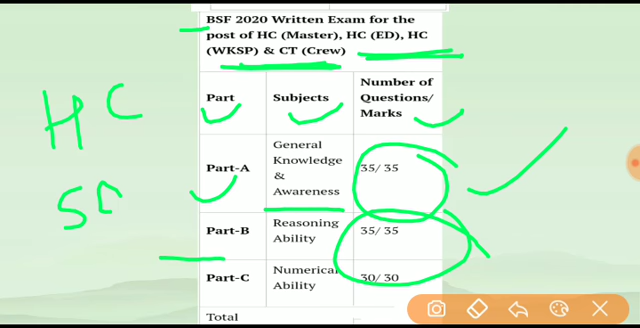 BSF 2020 Written Exam for the
post of HC (Master), HC (ED), HC
(WKSP) & CT (Crew)
Part Subjects Number of
Questions/
Marks
Part-A General
Knowledge
&
Awareness 35/ 35
Part-B Reasoning
Ability 35/ 35
Part-C Numerical
Ability 30/ 30
Total
HC